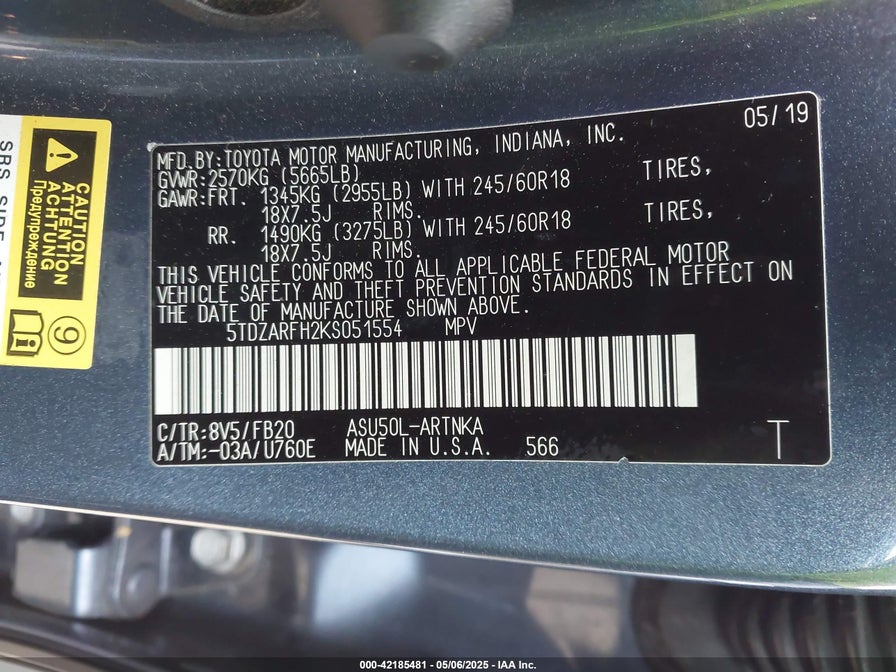 05/19
MFD.BY:TOYOTA MOTOR MANUFACTURING, INDIANA, INC.
GVWR:2570KG (5665LB)
GAWR:FRT. 1345KG (2955LB) WITH 245/60R18 TIRES,
18X7.5J RIMS.
RR. 1490KG (3275LB) WITH 245/60R18 TIRES,
18X7.5J RIMS.
THIS VEHICLE CONFORMS TO ALL APPLICABLE FEDERAL MOTOR
VEHICLE SAFETY AND THEFT PREVENTION STANDARDS IN EFFECT ON
THE DATE OF MANUFACTURE SHOWN ABOVE.
5TDZARFH2KS051554 MPV
C/TR:8V5/FB20 ASU50L-ARTNKA
A/TM:-03A/U760E MADE IN U.S.A. 566
T
CAUTION
ATTENTION
ACHTUNG
Предупреждение
9
SRS SIDE
000-42185481 - 05/06/2025 - IAA Inc.